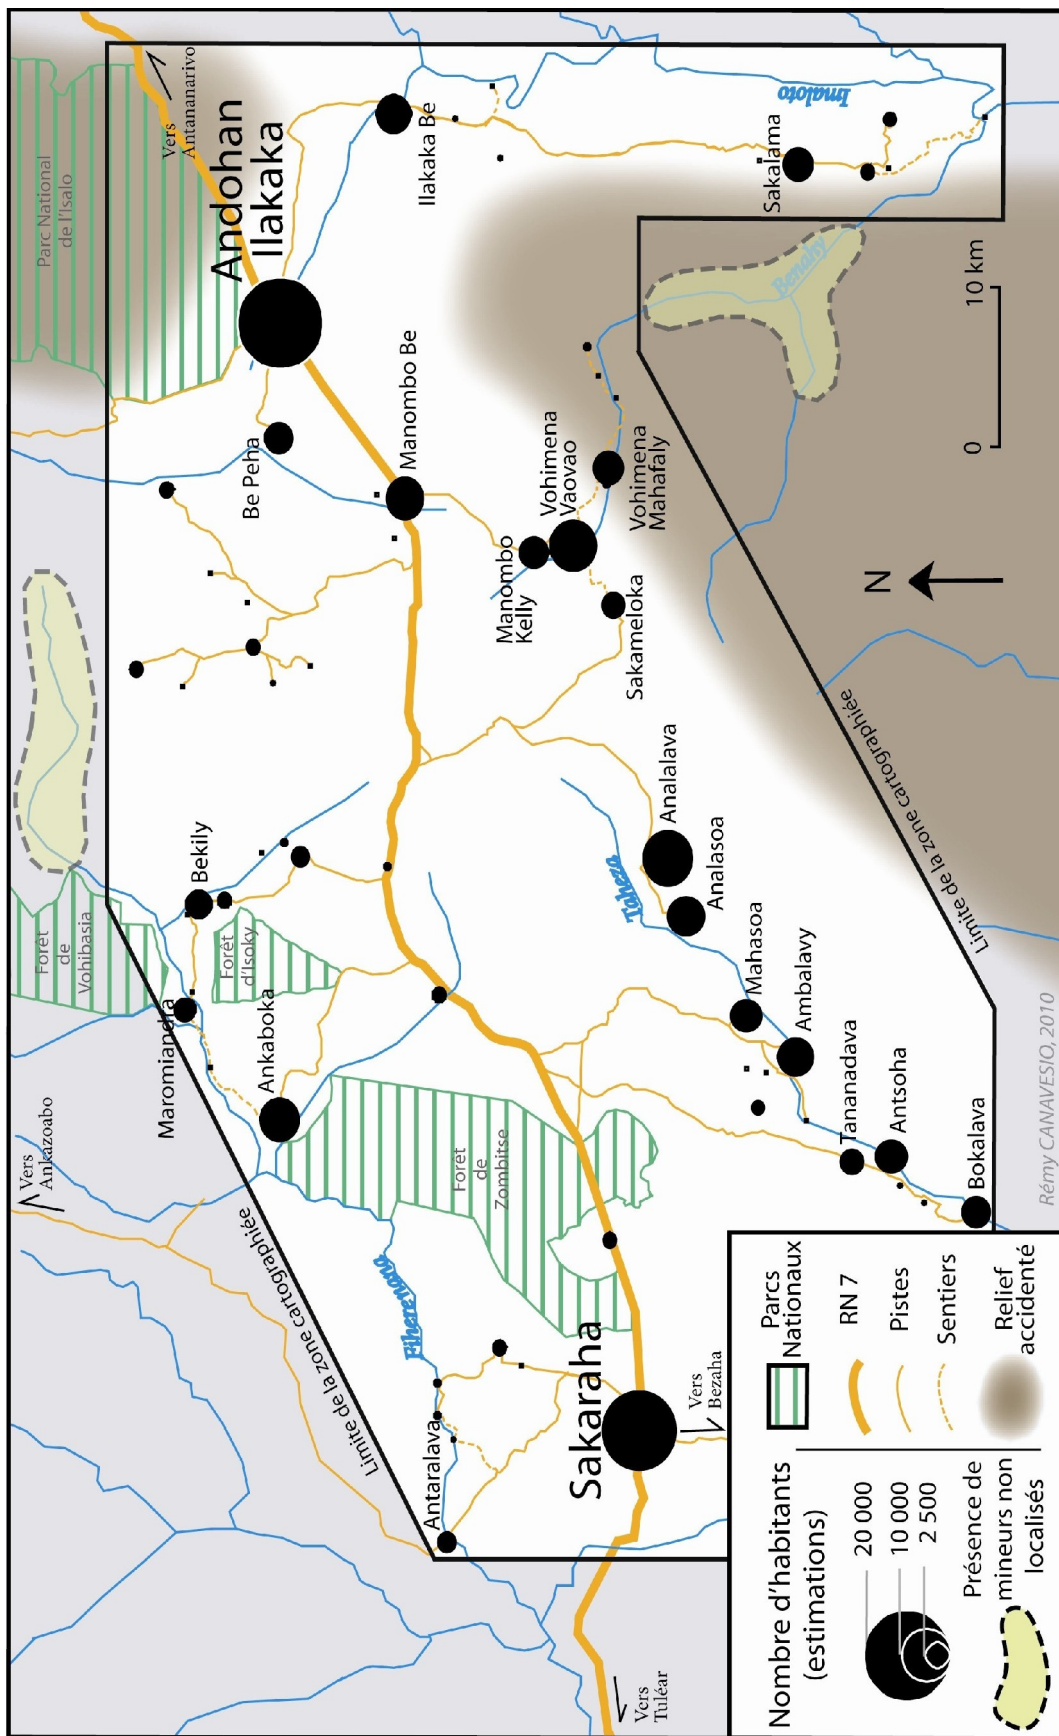 Parc National
de l'Isalo
Vers
Antananarivo
Andohan
Ilakaka
Ilakaka Be
Imaloto
Sakalama
Be Peha
Manombo Be
Benahy
Vohimena
Vaovao
Vohimena
Mahafaly
Manombo
Kelly
Sakameloka
0
10 km
N
Forêt
de
Vohibasia
Bekily
Forêt
d'Isoky
Maromiandra
Ankaboka
Vers
Ankazoabo
Analalava
Analasoa
Taheza
Mahasoa
Ambalavy
Tananadava
Antsoha
Bokalava
Limite de la zone cartographiée
Forêt
de
Zombitse
Limite de la zone cartographiée
Fiherenana
Antaralava
Sakaraha
Vers
Bezaha
Vers
Tuléar
Nombre d'habitants
(estimations)
20 000
10 000
2 500
Présence de
mineurs non
localisés
Parcs
Nationaux
RN 7
Pistes
Sentiers
Relief
accidenté
Rémy CANAVESIO, 2010